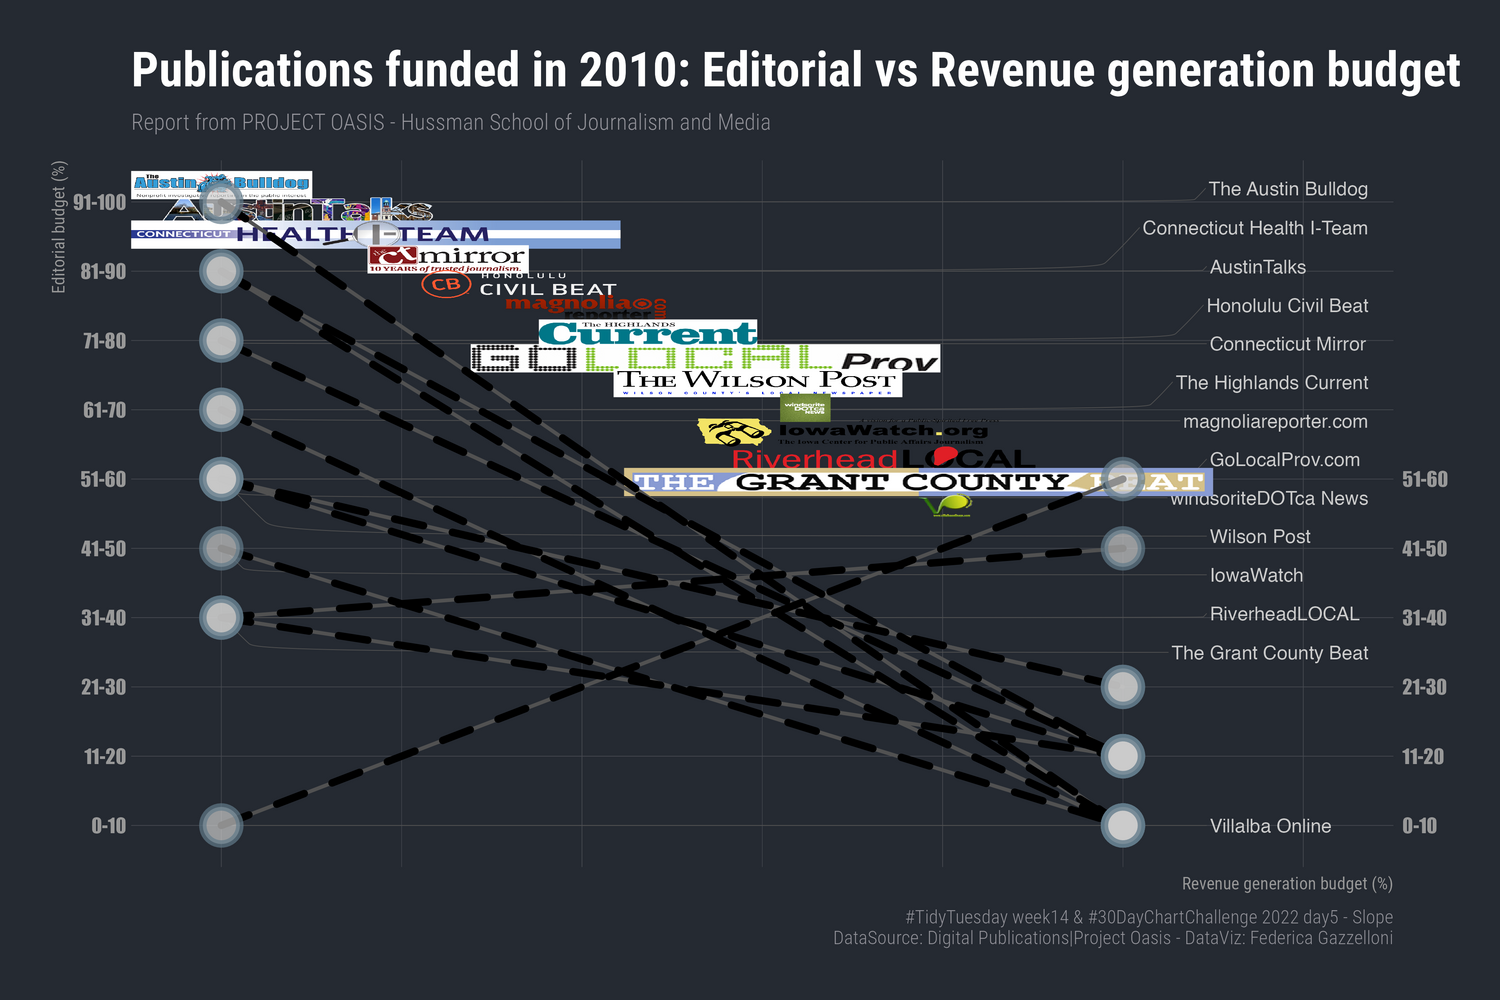 Publications funded in 2010: Editorial vs Revenue generation budget
Report from PROJECT OASIS - Hussman School of Journalism and Media
Editorial budget (%)
91-100
81-90
71-80
61-70
51-60
41-50
31-40
21-30
11-20
0-10
The
Austin Bulldog
AustinTalks
CONNECTICUT HEALTH I-TEAM
CT mirror
10 YEARS of trusted journalism.
CB HONOLULU
CIVIL BEAT
magnolia
reporter
com
The HIGHLANDS
Current
GOLOCAL Prov
THE WILSON POST
WILSON COUNTY'S LOCAL NEWSPAPER
windsorite
DOTca
NEWS
IowaWatch.org
The Iowa Center for Public Affairs Journalism
Riverhead LOCAL
THE GRANT COUNTY BEAT
The Austin Bulldog
Connecticut Health I-Team
AustinTalks
Honolulu Civil Beat
Connecticut Mirror
The Highlands Current
magnoliareporter.com
GoLocalProv.com
windsoriteDOTca News
Wilson Post
IowaWatch
RiverheadLOCAL
The Grant County Beat
Villalba Online
51-60
41-50
31-40
21-30
11-20
0-10
Revenue generation budget (%)
#TidyTuesday week14 & #30DayChartChallenge 2022 day5 - Slope
DataSource: Digital Publications|Project Oasis - DataViz: Federica Gazzelloni